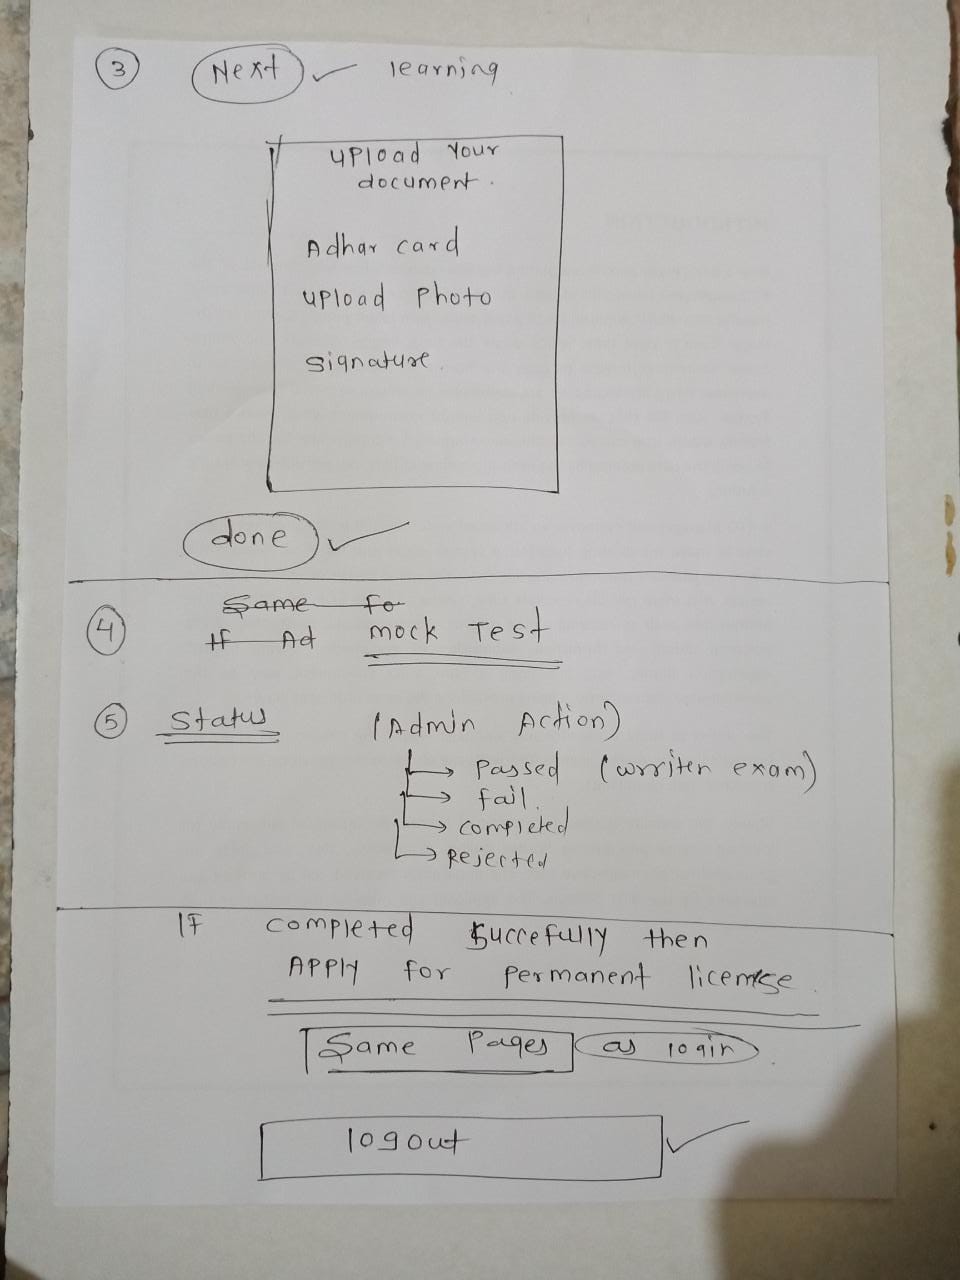 3 Next learning
upload Your
document.
Adhar card
upload Photo
signature.
done
Same fo
4 If Ad mock Test
5 Status (Admin Action)
Passed (wrriten exam)
fail.
completed
Rejected
IF completed Succefully then
APPly for permanent licemse.
Same Pages as login.
logout